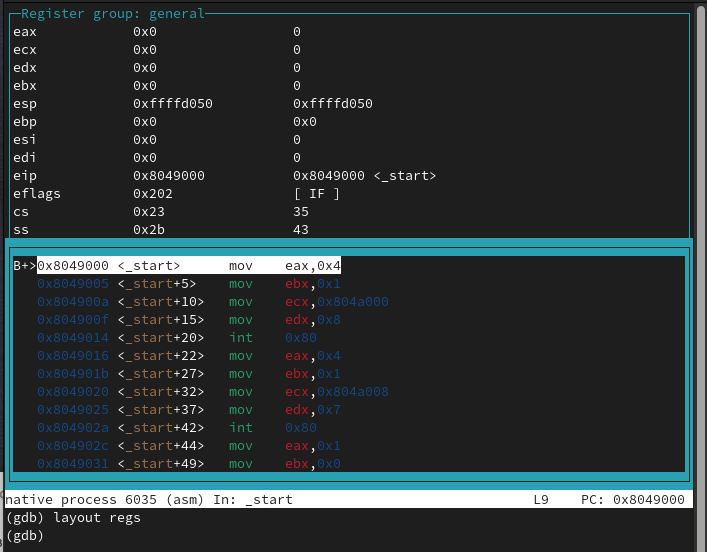 Register group: general
eax 0x0 0
ecx 0x0 0
edx 0x0 0
ebx 0x0 0
esp 0xffffd050 0xffffd050
ebp 0x0 0x0
esi 0x0 0
edi 0x0 0
eip 0x8049000 0x8049000 <_start>
eflags 0x202 [ IF ]
cs 0x23 35
ss 0x2b 43
B+>0x8049000 <_start> mov eax,0x4
0x8049005 <_start+5> mov ebx,0x1
0x804900a <_start+10> mov ecx,0x804a000
0x804900f <_start+15> mov edx,0x8
0x8049014 <_start+20> int 0x80
0x8049016 <_start+22> mov eax,0x4
0x804901b <_start+27> mov ebx,0x1
0x8049020 <_start+32> mov ecx,0x804a008
0x8049025 <_start+37> mov edx,0x7
0x804902a <_start+42> int 0x80
0x804902c <_start+44> mov eax,0x1
0x8049031 <_start+49> mov ebx,0x0
native process 6035 (asm) In: _start L9 PC: 0x8049000
(gdb) layout regs
(gdb)